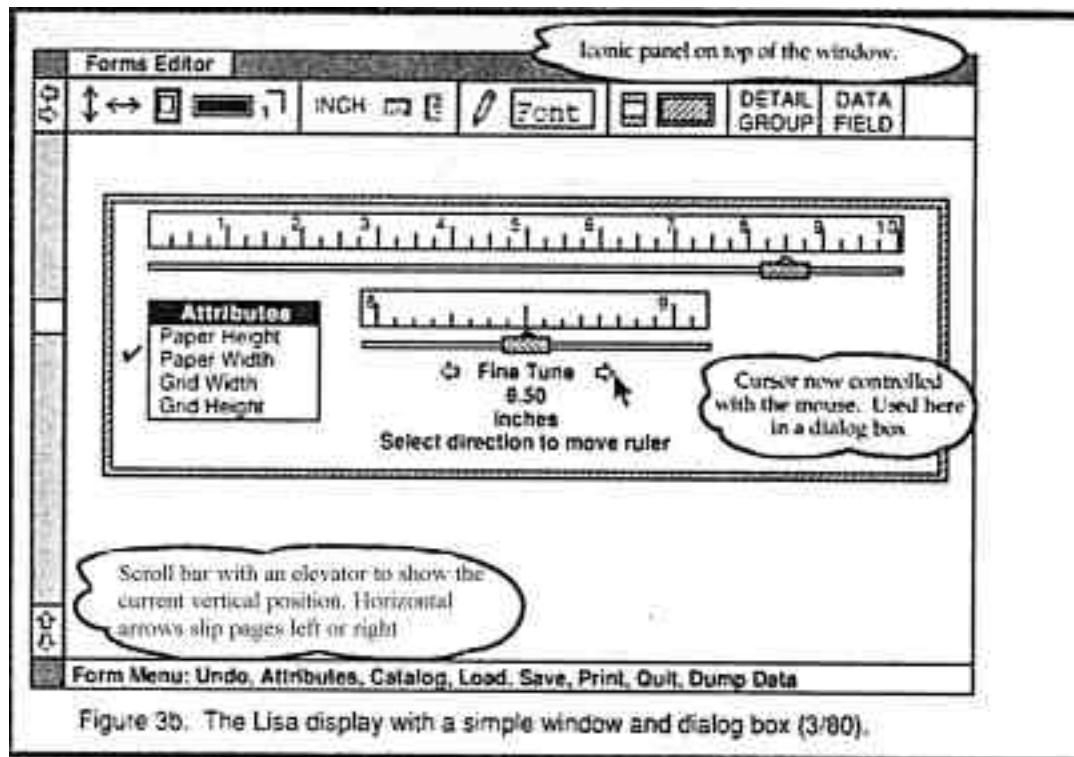 Iconic panel on top of the window.
Forms Editor
INCH
Font
DETAIL GROUP
DATA FIELD
1 2 3 4 5 6 7 8 9 10
8 9
Attributes
Paper Height
Paper Width
Grid Width
Grid Height
Fine Tune
8.50
Inches
Select direction to move ruler
Cursor now controlled
with the mouse. Used here
in a dialog box
Scroll bar with an elevator to show the
current vertical position. Horizontal
arrows slip pages left or right
Form Menu: Undo, Attributes, Catalog, Load, Save, Print, Quit, Dump Data
Figure 3b. The Lisa display with a simple window and dialog box (3/80).